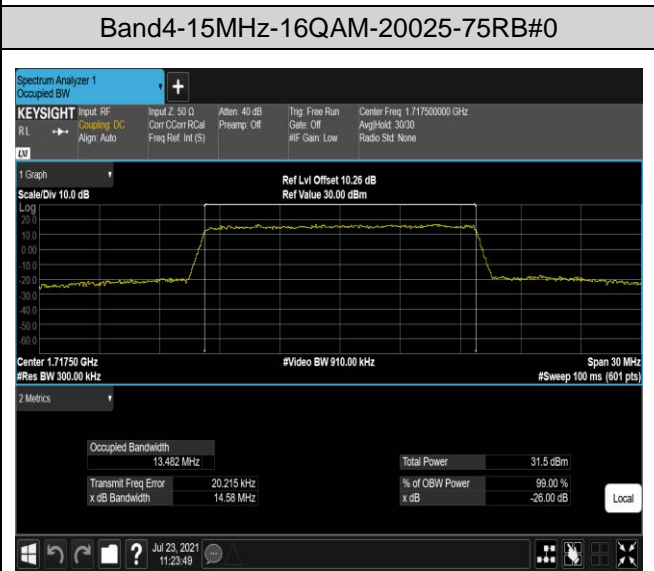 Band4-15MHz-16QAM-20025-75RB#0
Spectrum Analyzer 1
Occupied BW
+
KEYSIGHT Input: RF Input Z: 50 Ω Atten: 40 dB Trig: Free Run Center Freq: 1.717500000 GHz
RL Coupling: DC Corr CCorr RCal Preamp: Off Gate: Off Avg|Hold: 30/30
Align: Auto Freq Ref: Int (S) #IF Gain: Low Radio Std: None
LXI
1 Graph Ref Lvl Offset 10.26 dB
Scale/Div 10.0 dB Ref Value 30.00 dBm
Log
20.0
10.0
0.00
-10.0
-20.0
-30.0
-40.0
-50.0
-60.0
Center 1.71750 GHz #Video BW 910.00 kHz Span 30 MHz
#Res BW 300.00 kHz #Sweep 100 ms (601 pts)
2 Metrics
Occupied Bandwidth
13.482 MHz Total Power 31.5 dBm
Transmit Freq Error 20.215 kHz % of OBW Power 99.00 %
x dB Bandwidth 14.58 MHz x dB -26.00 dB
Local
? Jul 23, 2021
11:23:49